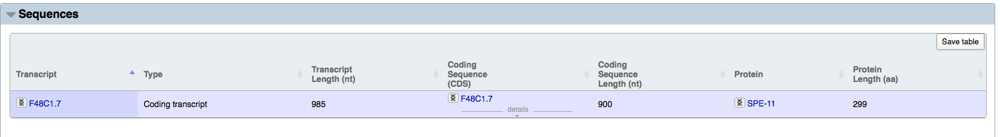 Sequences
Save table
Transcript
Type
Transcript
Length (nt)
Coding
Sequence
(CDS)
Coding
Sequence
Length (nt)
Protein
Protein
Length (aa)
F48C1.7
Coding transcript
985
F48C1.7
details
900
SPE-11
299